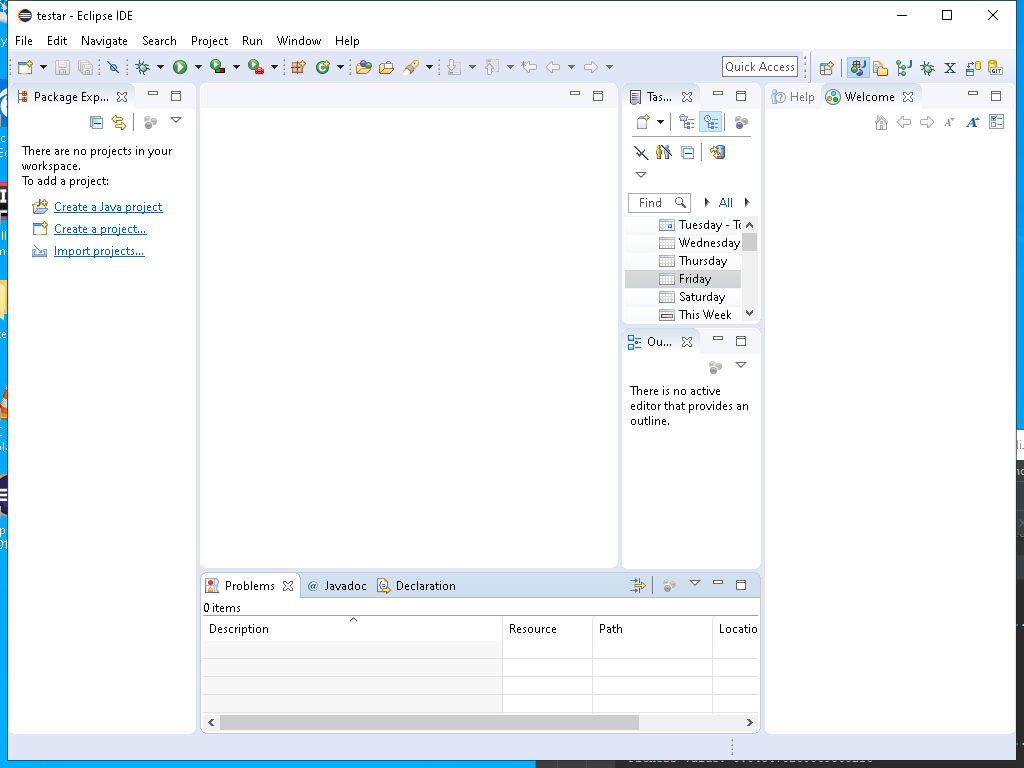 testar - Eclipse IDE
File Edit Navigate Search Project Run Window Help
Quick Access
Package Exp...
There are no projects in your
workspace.
To add a project:
Create a Java project
Create a project...
Import projects...
Tas...
Find
All
Tuesday - To
Wednesday
Thursday
Friday
Saturday
This Week
Ou...
There is no active
editor that provides an
outline.
Help Welcome
Problems @ Javadoc Declaration
0 items
Description Resource Path Locatio